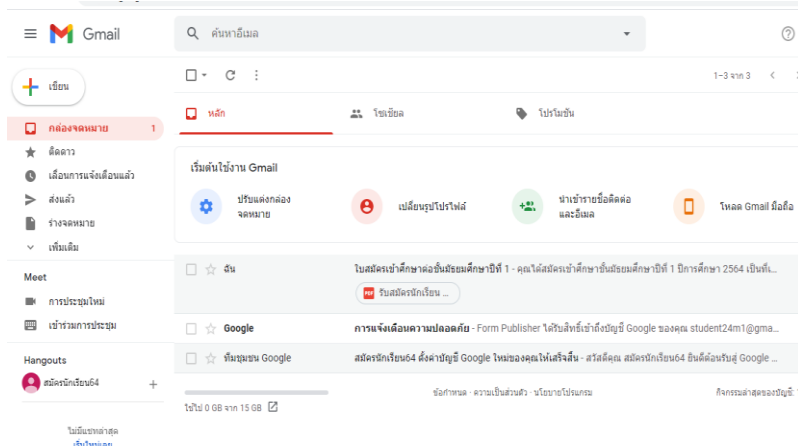 Gmail
ค้นหาอีเมล
เขียน
1–3 จาก 3
หลัก
โซเชียล
โปรโมชัน
กล่องจดหมาย 1
ติดดาว
เลื่อนการแจ้งเตือนแล้ว
ส่งแล้ว
ร่างจดหมาย
เพิ่มเติม
เริ่มต้นใช้งาน Gmail
ปรับแต่งกล่อง
จดหมาย
เปลี่ยนรูปโปรไฟล์
นำเข้ารายชื่อติดต่อ
และอีเมล
โหลด Gmail มือถือ
Meet
การประชุมใหม่
เข้าร่วมการประชุม
ฉัน ใบสมัครเข้าศึกษาต่อชั้นมัธยมศึกษาปีที่ 1 - คุณได้สมัครเข้าศึกษาชั้นมัธยมศึกษาปีที่ 1 ปีการศึกษา 2564 เป็นที่เ...
PDF รับสมัครนักเรียน ...
Google การแจ้งเตือนความปลอดภัย - Form Publisher ได้รับสิทธิ์เข้าถึงบัญชี Google ของคุณ student24m1@gma...
ทีมชุมชน Google สมัครนักเรียน64 ตั้งค่าบัญชี Google ใหม่ของคุณให้เสร็จสิ้น - สวัสดีคุณ สมัครนักเรียน64 ยินดีต้อนรับสู่ Google ...
Hangouts
สมัครนักเรียน64
ใช้ไป 0 GB จาก 15 GB
ข้อกำหนด · ความเป็นส่วนตัว · นโยบายโปรแกรม
กิจกรรมล่าสุดของบัญชี:
ไม่มีแชทล่าสุด
เริ่มใหม่เลย